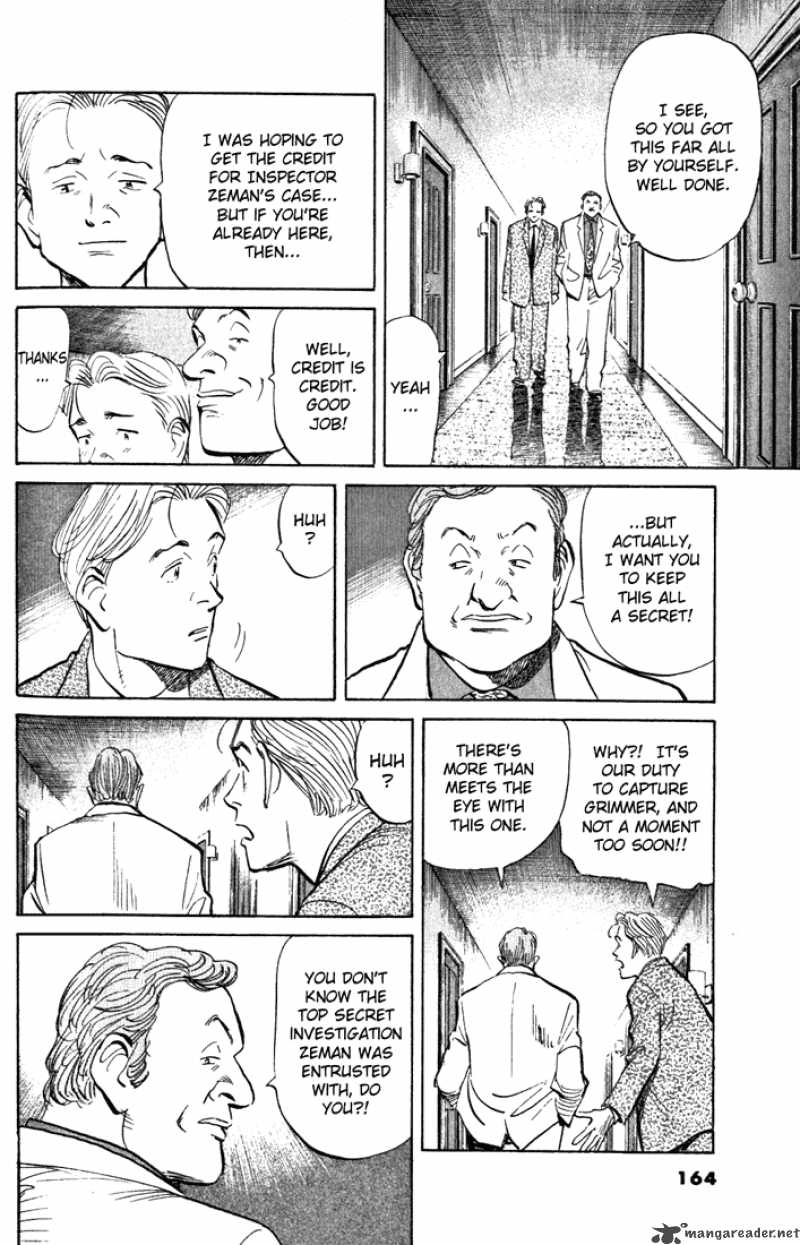 I SEE,
SO YOU GOT
THIS FAR ALL
BY YOURSELF.
WELL DONE.
YEAH
...
I WAS HOPING TO
GET THE CREDIT
FOR INSPECTOR
ZEMAN'S CASE...
BUT IF YOU'RE
ALREADY HERE,
THEN...
WELL,
CREDIT IS
CREDIT.
GOOD
JOB!
THANKS
...
...BUT
ACTUALLY,
I WANT YOU
TO KEEP
THIS ALL
A SECRET!
HUH
?
WHY?! IT'S
OUR DUTY
TO CAPTURE
GRIMMER, AND
NOT A MOMENT
TOO SOON!!
THERE'S
MORE THAN
MEETS THE
EYE WITH
THIS ONE.
HUH
?
YOU DON'T
KNOW THE
TOP SECRET
INVESTIGATION
ZEMAN WAS
ENTRUSTED
WITH, DO
YOU?!
164
mangareader.net